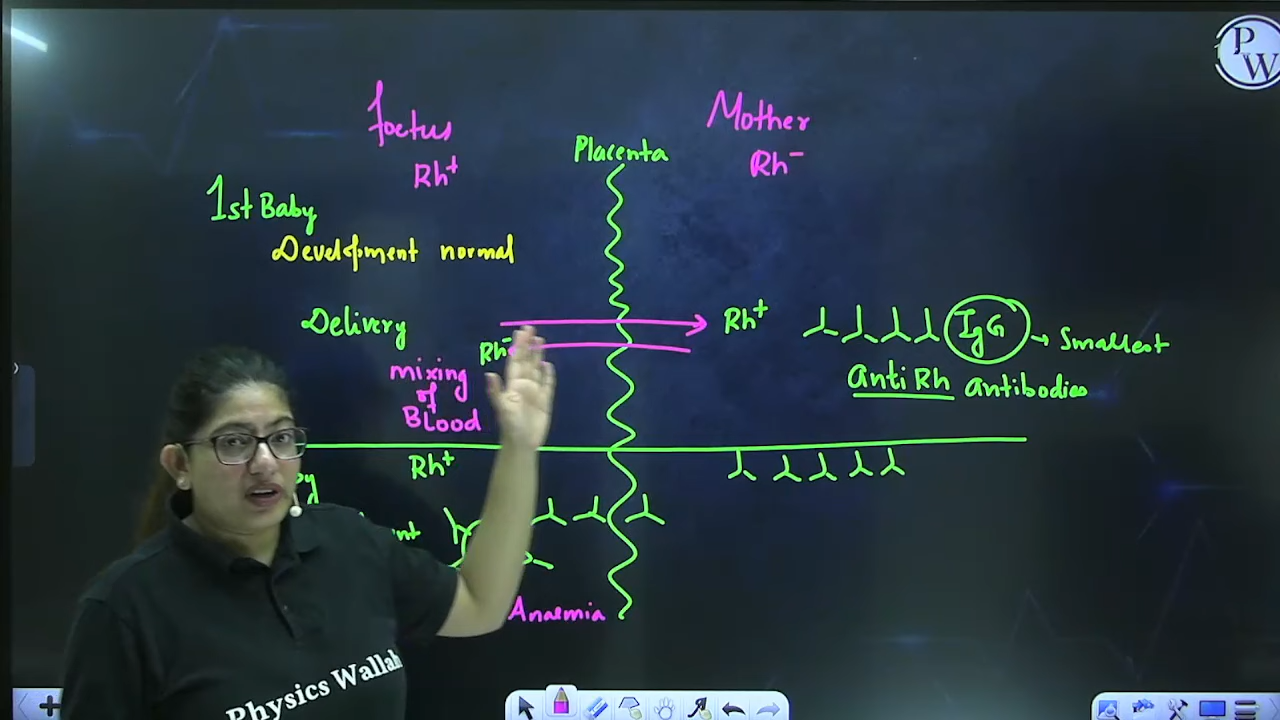 PW
foetus
Mother
Rh+
Placenta
Rh-
1st Baby
Development normal
Delivery
Rh+
IgG → Smallest
Rh-
mixing
of
Blood
anti Rh antibodies
Rh+
Anaemia
Physics Wallah